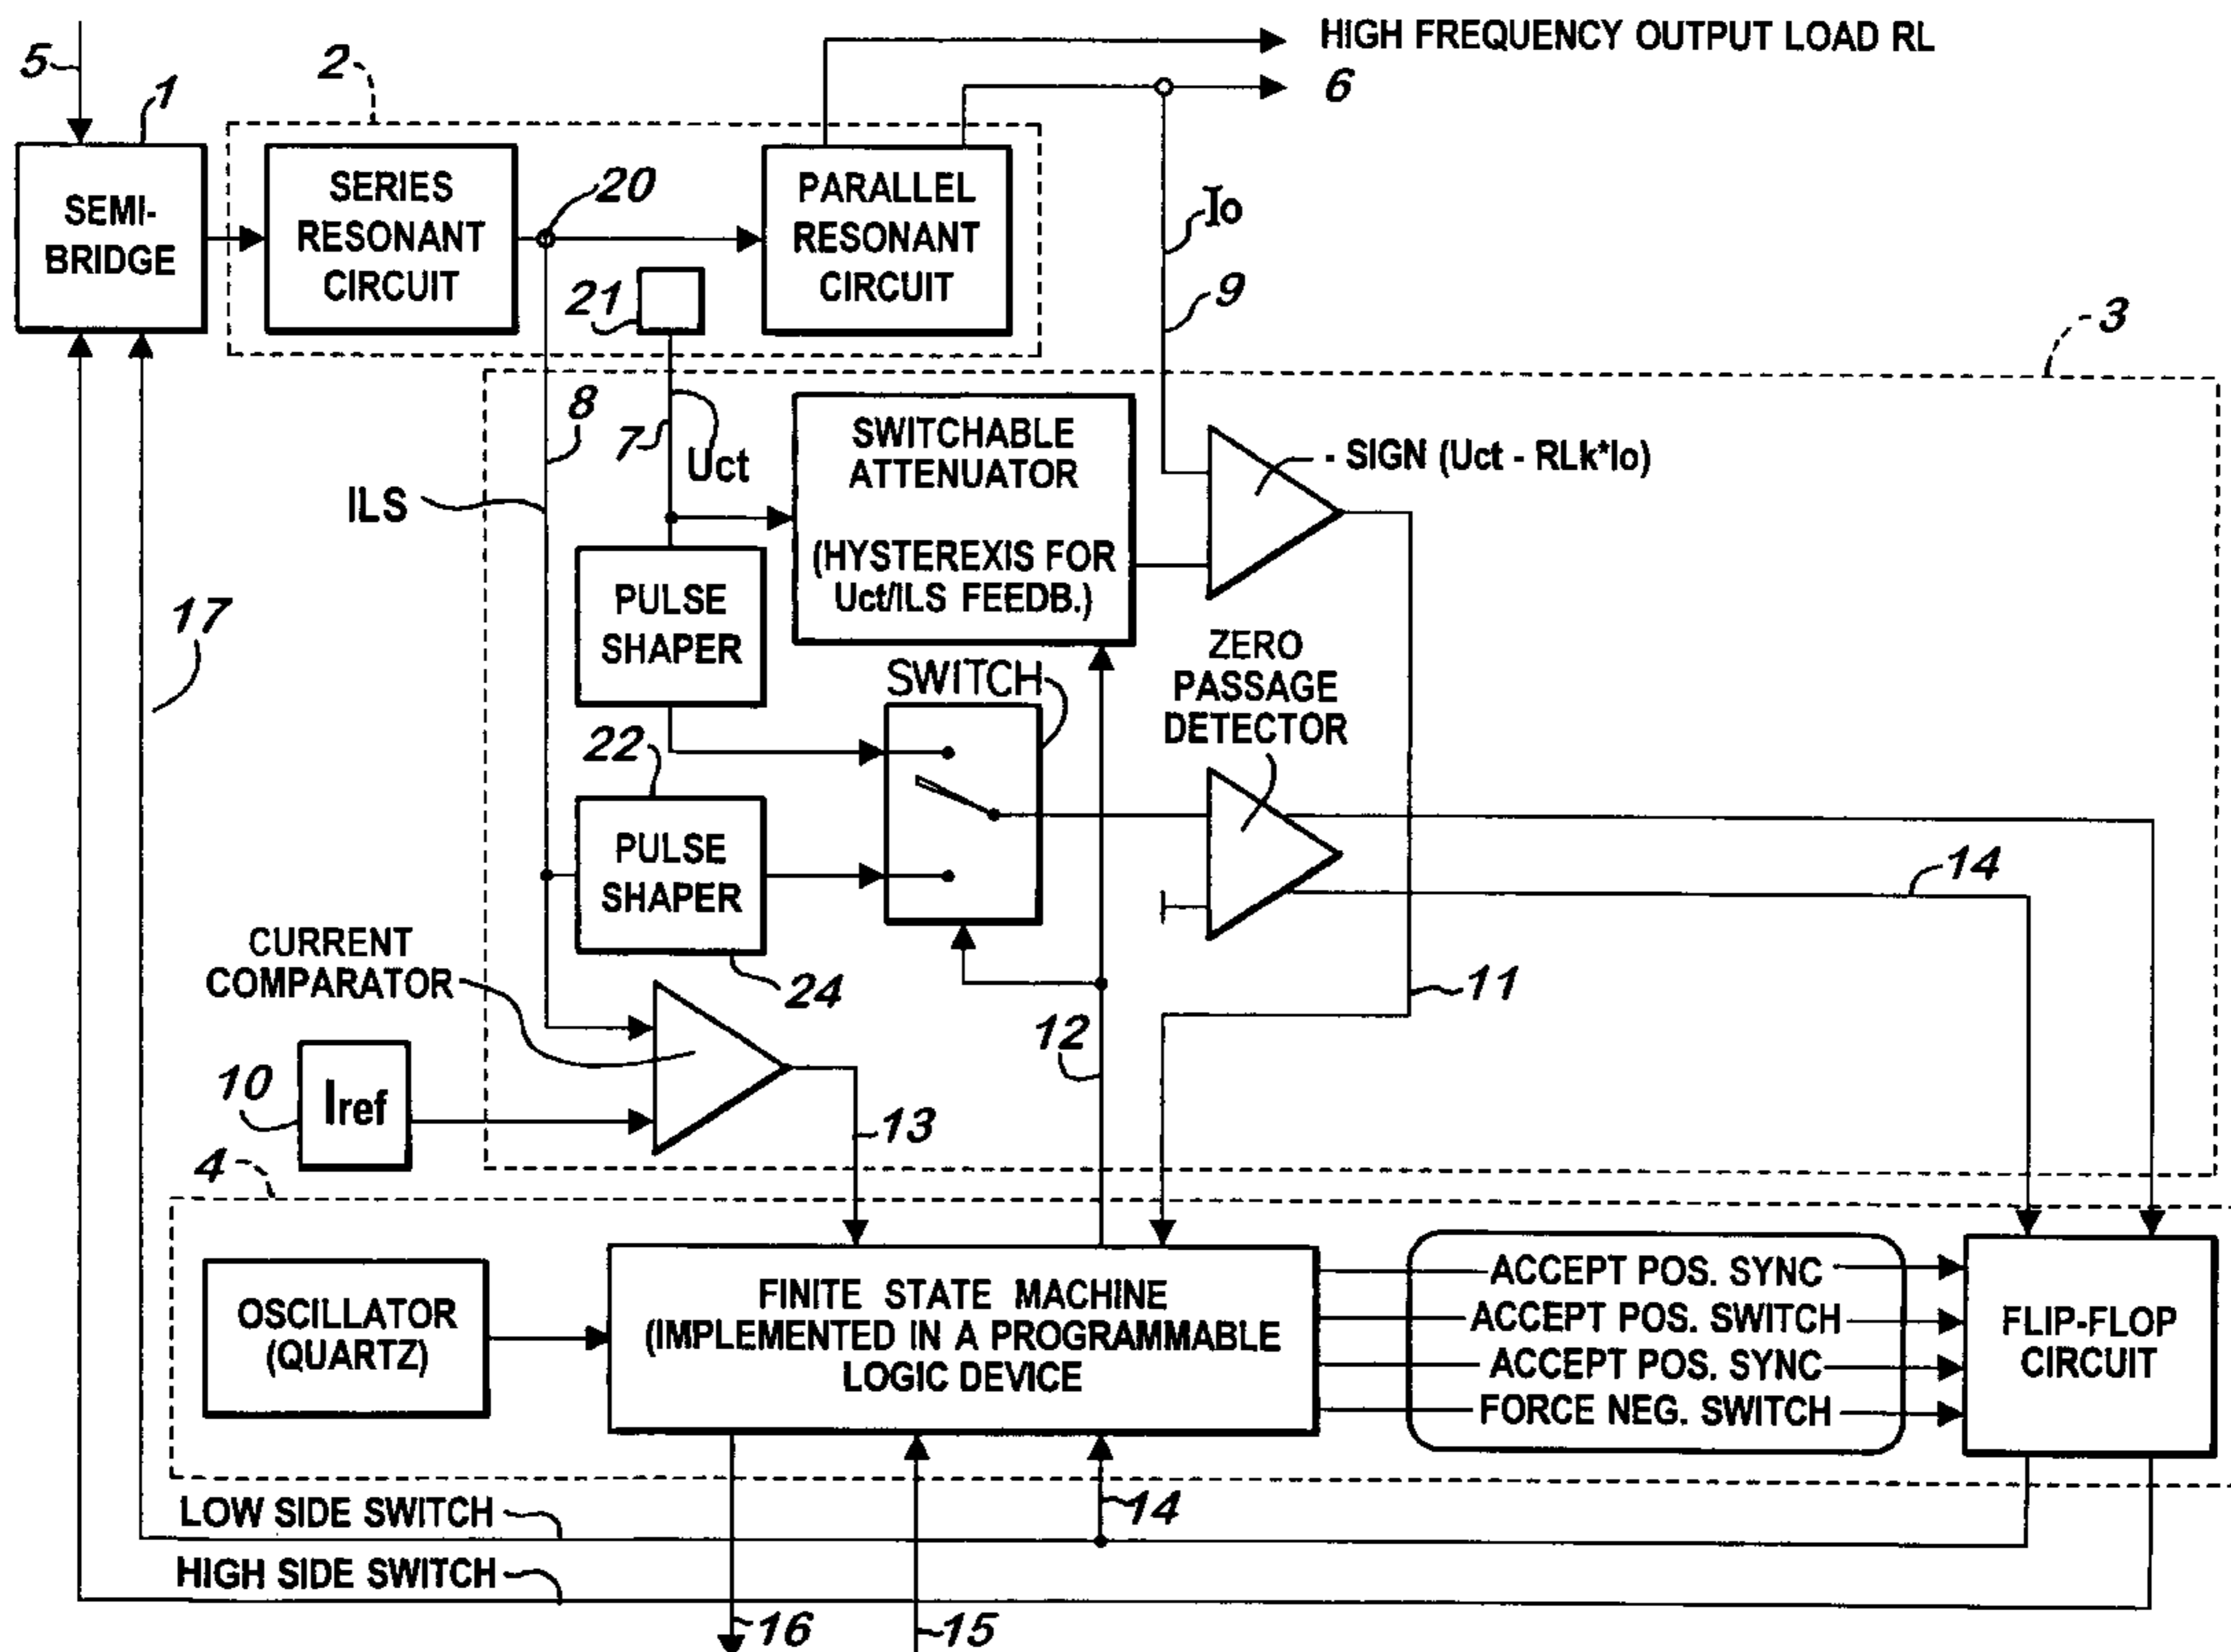 HIGH FREQUENCY OUTPUT LOAD RL
5
2
1
6
SEMI-
BRIDGE
SERIES
RESONANT
CIRCUIT
20
PARALLEL
RESONANT
CIRCUIT
Io
21
9
3
8
7
Uct
SWITCHABLE
ATTENUATOR
(HYSTEREXIS FOR
Uct/ILS FEEDB.)
- SIGN (Uct - RLk*Io)
ILS
PULSE
SHAPER
17
SWITCH
ZERO
PASSAGE
DETECTOR
22
PULSE
SHAPER
24
14
CURRENT
COMPARATOR
11
12
10
Iref
13
4
OSCILLATOR
(QUARTZ)
FINITE STATE MACHINE
(IMPLEMENTED IN A PROGRAMMABLE
LOGIC DEVICE
ACCEPT POS. SYNC
ACCEPT POS. SWITCH
ACCEPT POS. SYNC
FORCE NEG. SWITCH
FLIP-FLOP
CIRCUIT
LOW SIDE SWITCH
14
HIGH SIDE SWITCH
16
15